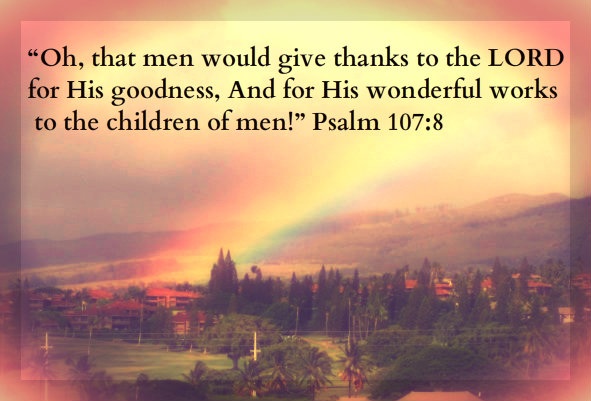 “Oh, that men would give thanks to the LORD
for His goodness, And for His wonderful works
to the children of men!” Psalm 107:8